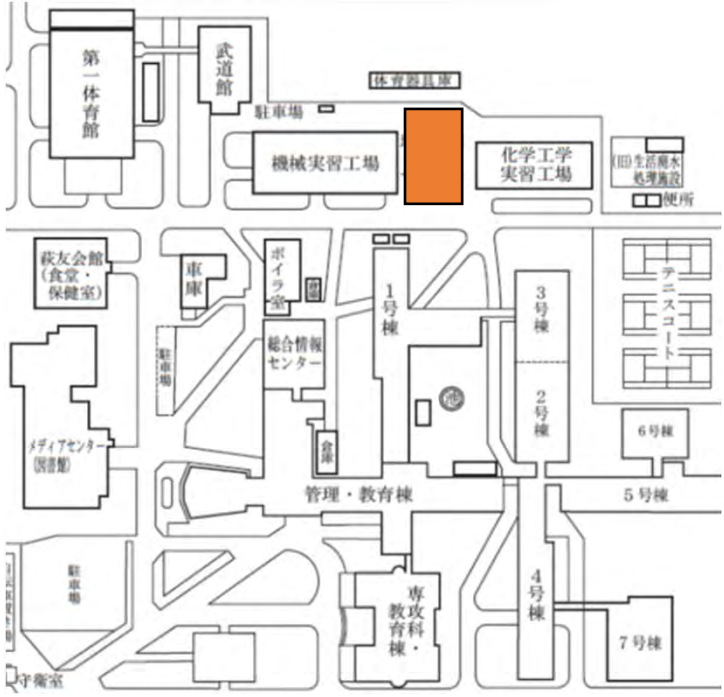 第一体育館
武道館
体育器具庫
駐車場
機械実習工場
化学工学
実習工場
(旧)生活廃水
処理施設
便所
萩友会館
(食堂・
保健室)
車庫
ボイラ室
倉庫
1号棟
3号棟
テニスコート
駐車場
総合情報
センター
2号棟
池
6号棟
メディアセンター
(図書館)
倉庫
管理・教育棟
5号棟
駐車場
4号棟
専攻科・
教育棟
7号棟
守衛室